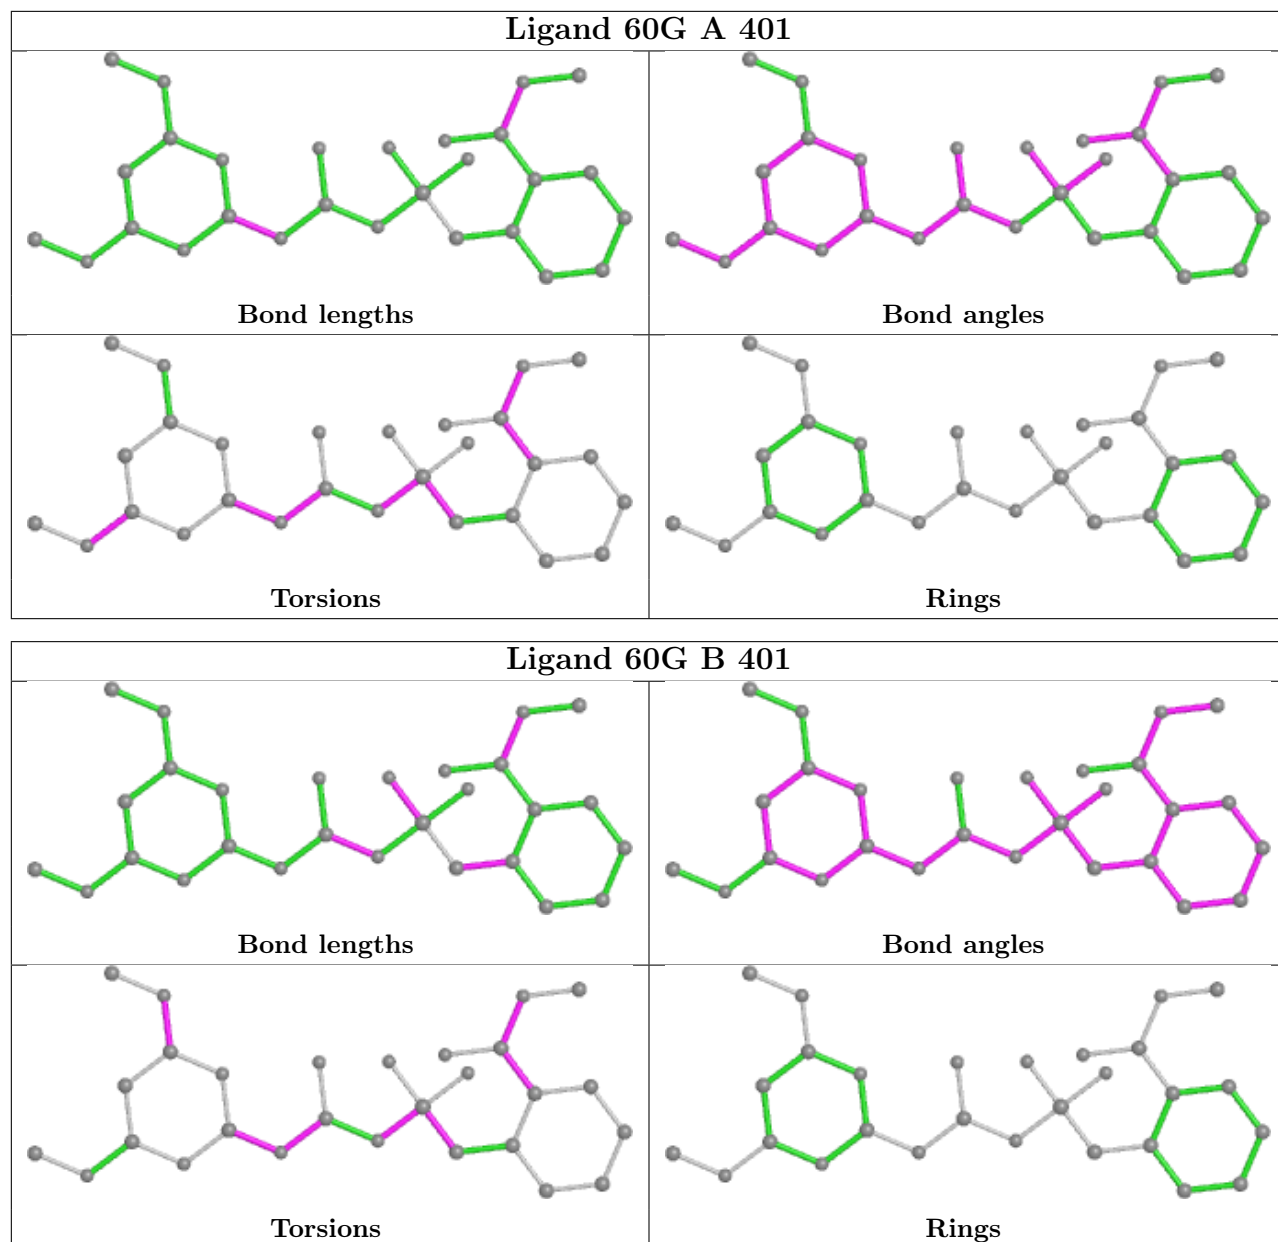 Ligand 60G A 401
Bond lengths
Bond angles
Torsions
Rings
Ligand 60G B 401
Bond lengths
Bond angles
Torsions
Rings